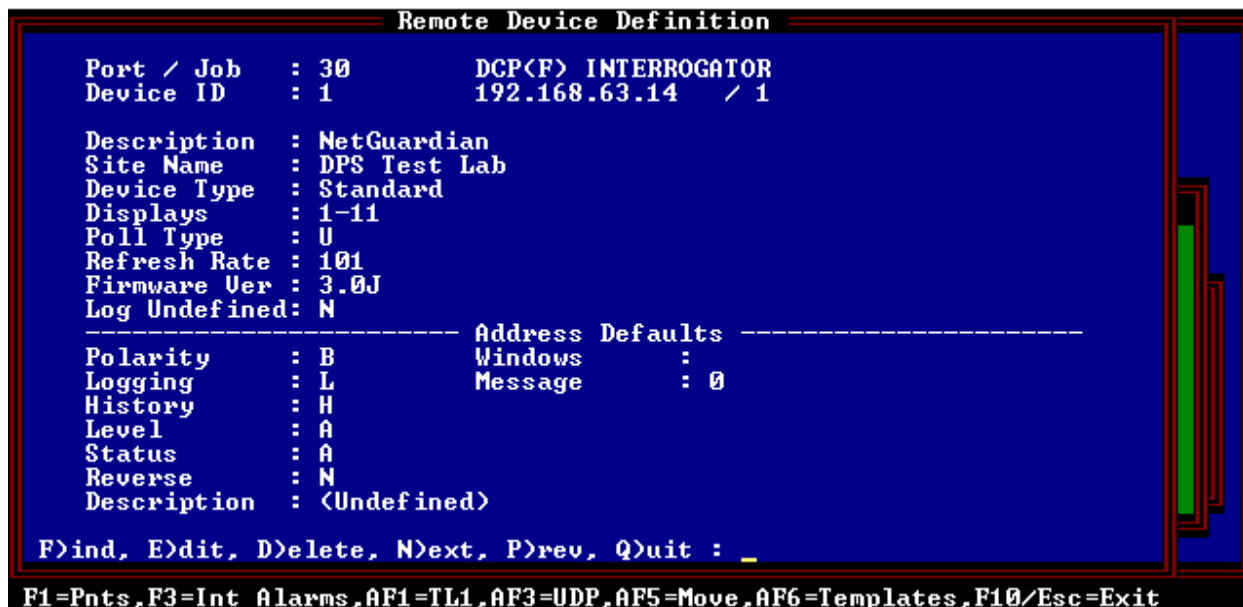 Remote Device Definition
Port / Job : 30 DCP(F) INTERROGATOR
Device ID : 1 192.168.63.14 / 1
Description : NetGuardian
Site Name : DPS Test Lab
Device Type : Standard
Displays : 1-11
Poll Type : U
Refresh Rate : 101
Firmware Ver : 3.0J
Log Undefined: N
------------------------ Address Defaults ----------------------
Polarity : B Windows :
Logging : L Message : 0
History : H
Level : A
Status : A
Reverse : N
Description : (Undefined)
F)ind, E)dit, D)elete, N)ext, P)rev, Q)uit : _
F1=Pnts,F3=Int Alarms,AF1=TL1,AF3=UDP,AF5=Move,AF6=Templates,F10/Esc=Exit